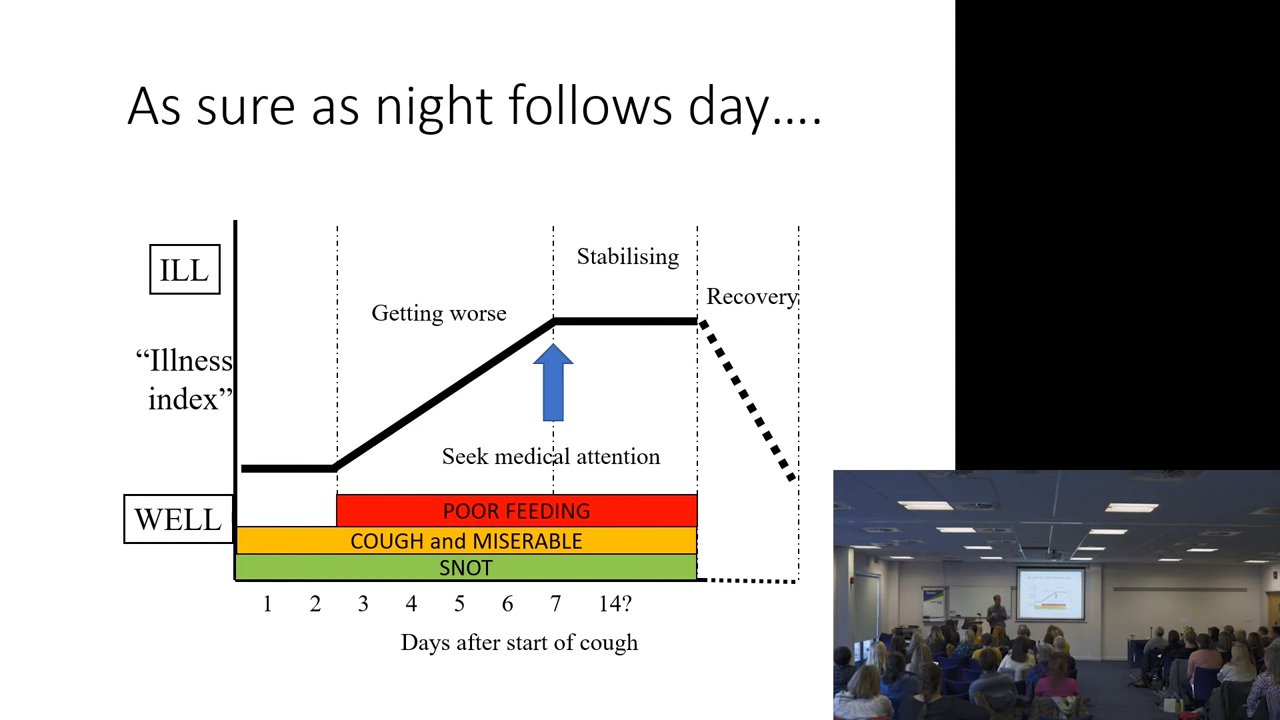 As sure as night follows day....
Stabilising
ILL
Recovery
Getting worse
“Illness
index”
Seek medical attention
WELL
POOR FEEDING
COUGH and MISERABLE
SNOT
1 2 3 4 5 6 7 14?
Days after start of cough